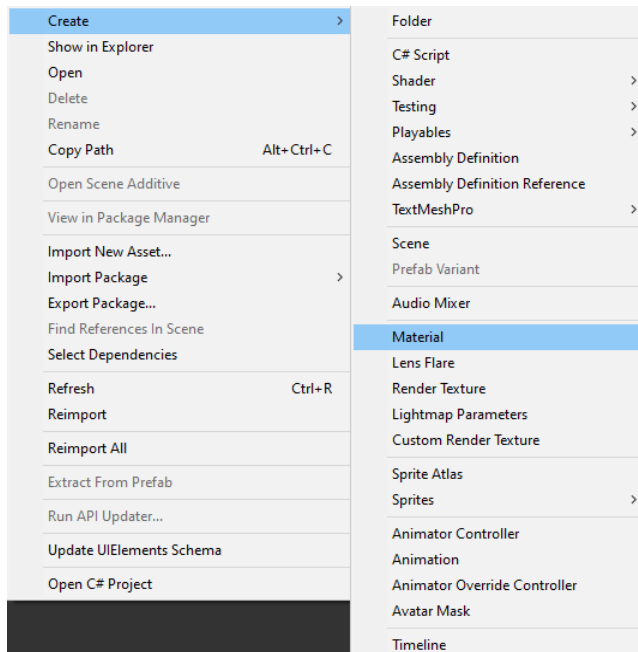 Create
Show in Explorer
Open
Delete
Rename
Copy Path Alt+Ctrl+C
Open Scene Additive
View in Package Manager
Import New Asset...
Import Package
Export Package...
Find References In Scene
Select Dependencies
Refresh Ctrl+R
Reimport
Reimport All
Extract From Prefab
Run API Updater...
Update UIElements Schema
Open C# Project
Folder
C# Script
Shader
Testing
Playables
Assembly Definition
Assembly Definition Reference
TextMeshPro
Scene
Prefab Variant
Audio Mixer
Material
Lens Flare
Render Texture
Lightmap Parameters
Custom Render Texture
Sprite Atlas
Sprites
Animator Controller
Animation
Animator Override Controller
Avatar Mask
Timeline